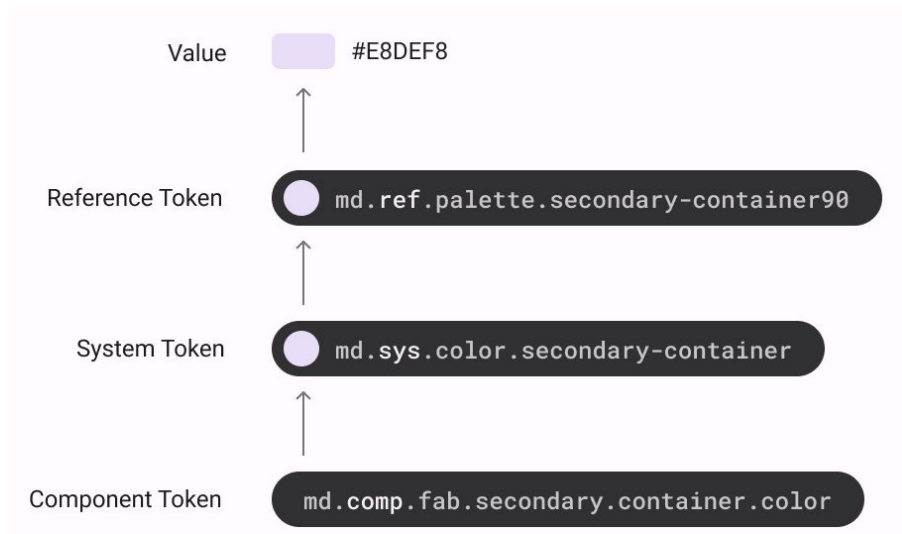 Value #E8DEF8
Reference Token md.ref.palette.secondary-container90
System Token md.sys.color.secondary-container
Component Token md.comp.fab.secondary.container.color